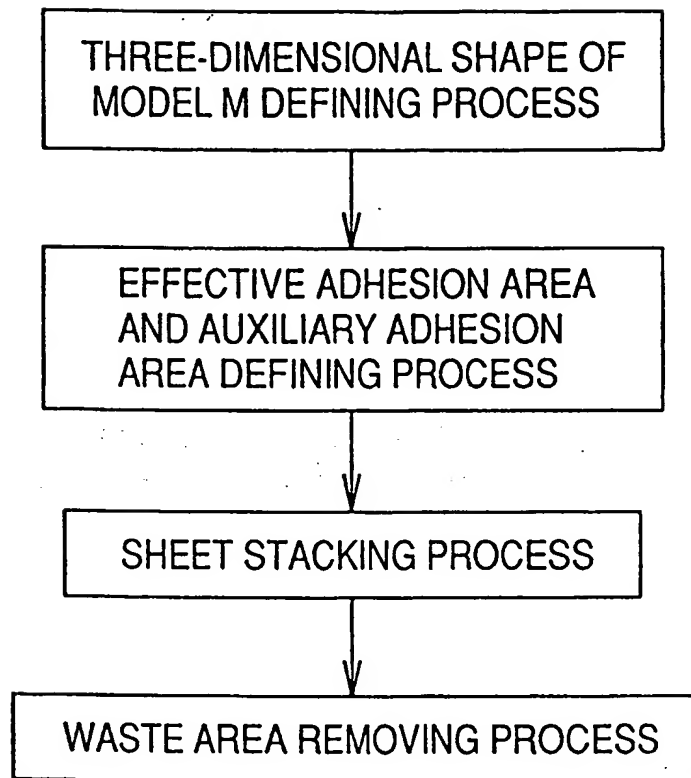 THREE-DIMENSIONAL SHAPE OF
MODEL M DEFINING PROCESS
EFFECTIVE ADHESION AREA
AND AUXILIARY ADHESION
AREA DEFINING PROCESS
SHEET STACKING PROCESS
WASTE AREA REMOVING PROCESS